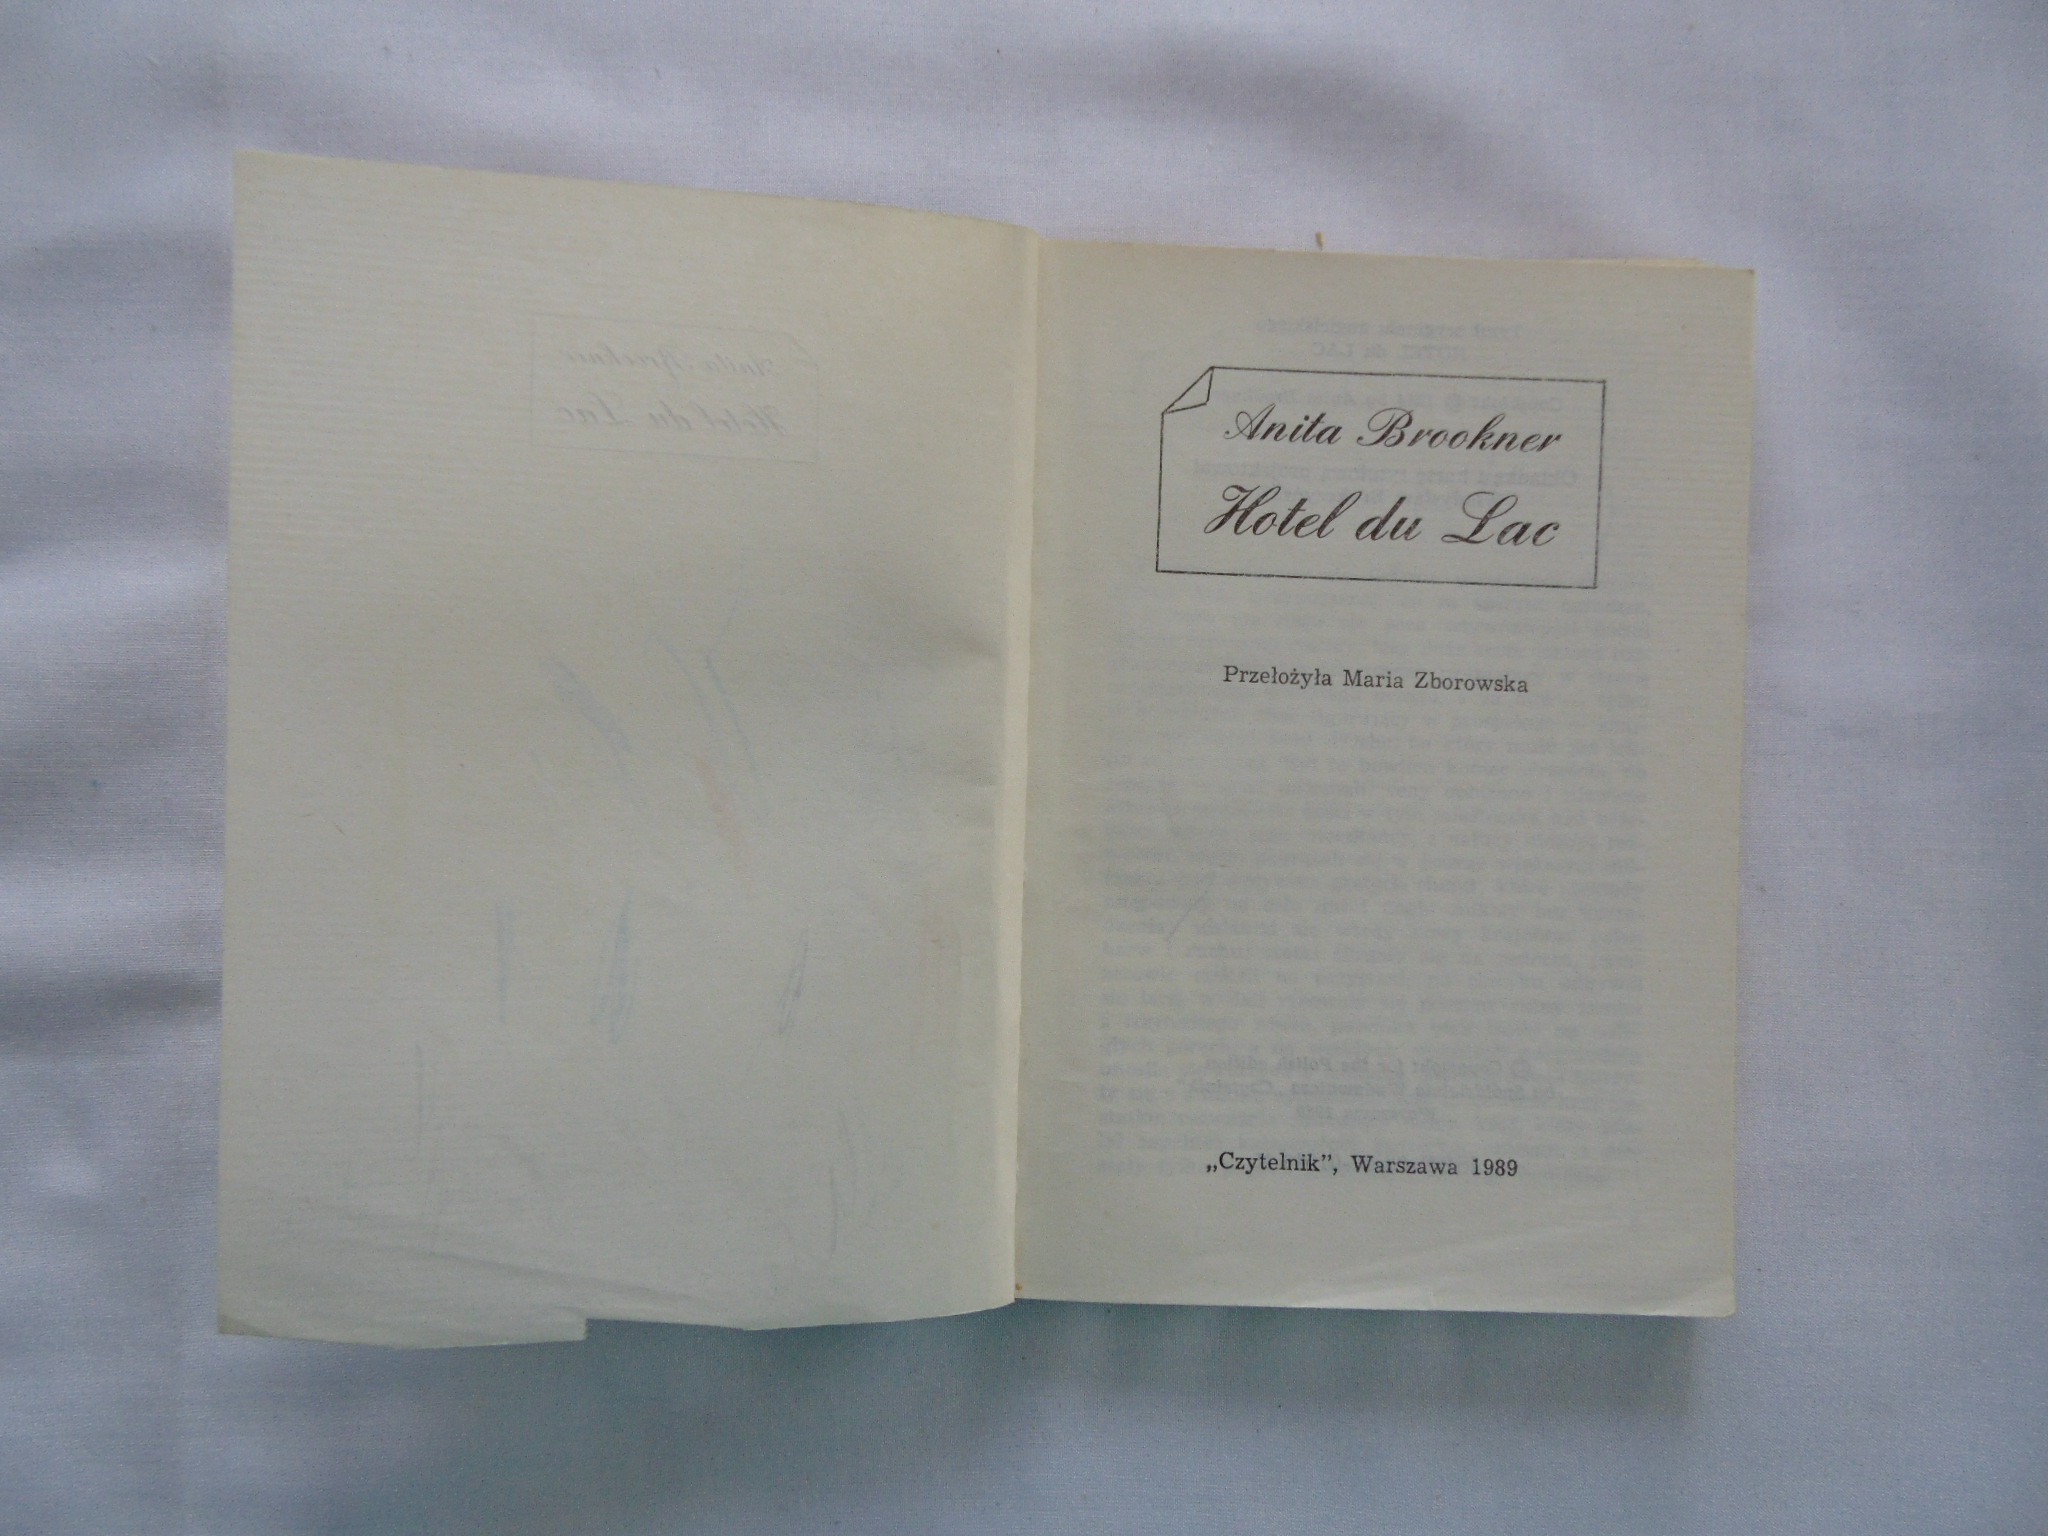 Anita Brookner
Hotel du Lac
Przełożyła Maria Zborowska
„Czytelnik”, Warszawa 1989